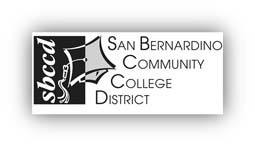 sbccd
San Bernardino
Community
College
District